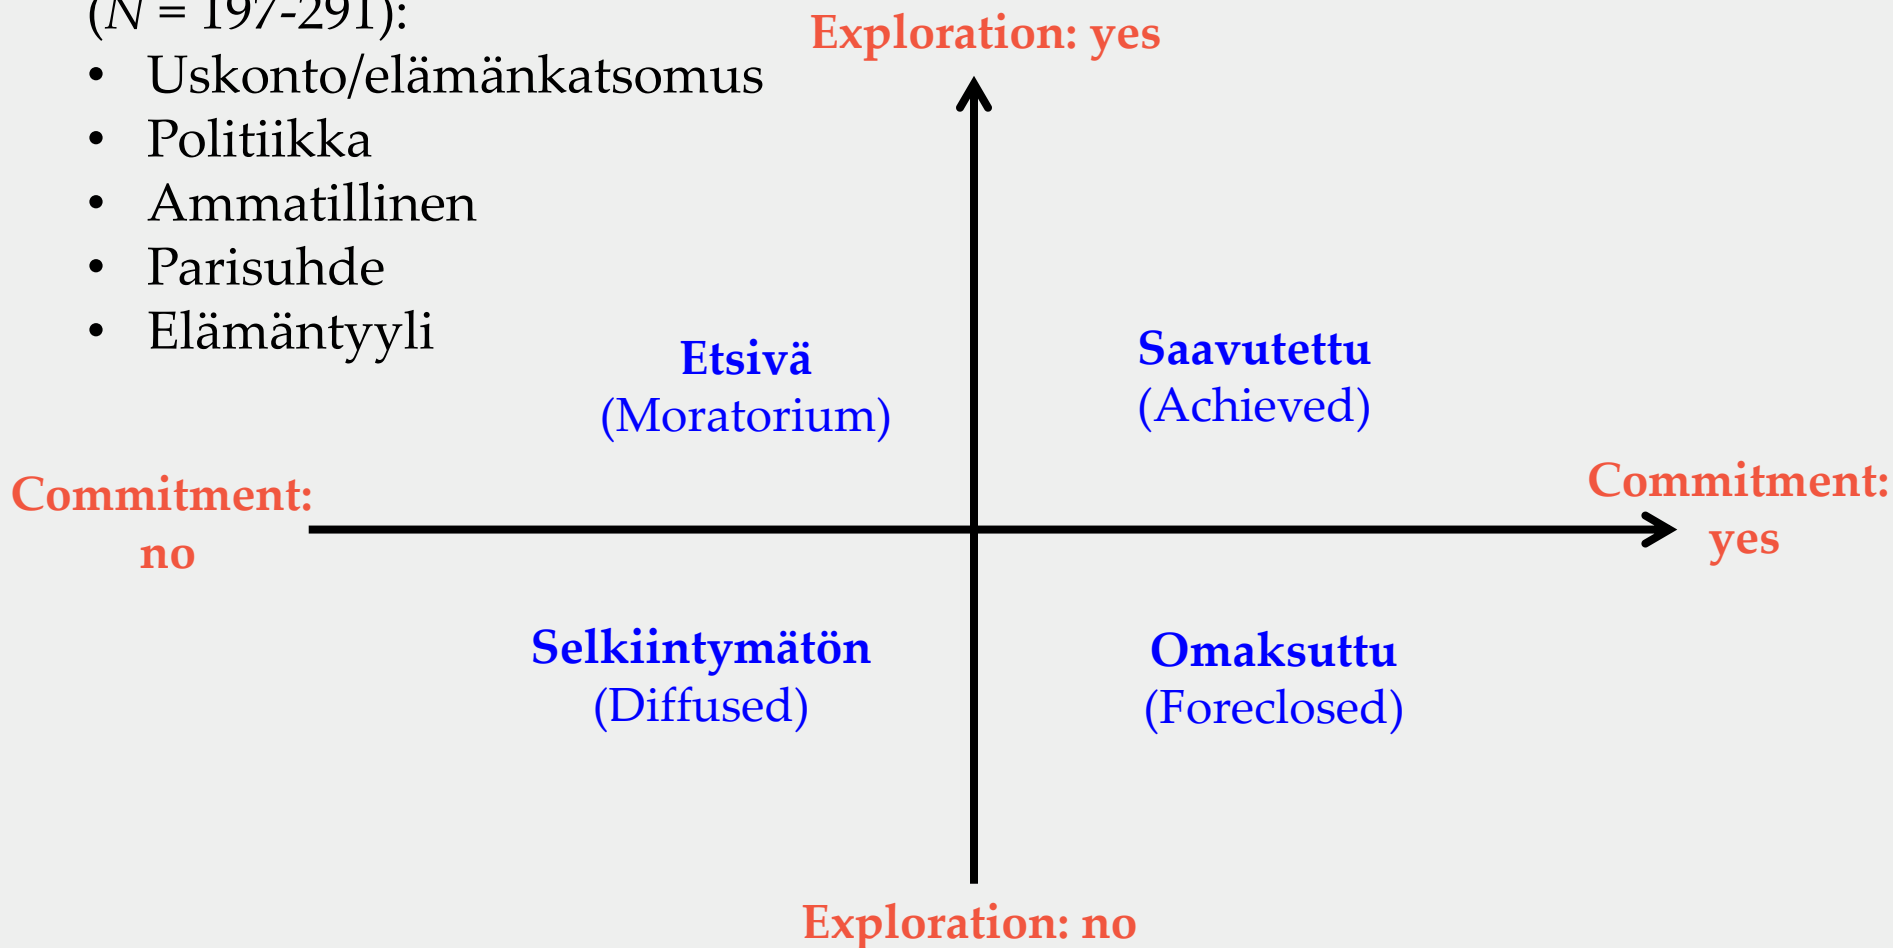 (N = 197-291):
• Uskonto/elämänkatsomus
• Politiikka
• Ammatillinen
• Parisuhde
• Elämäntyyli
Exploration: yes
Etsivä
(Moratorium)
Saavutettu
(Achieved)
Commitment:
no
Commitment:
yes
Selkiintymätön
(Diffused)
Omaksuttu
(Foreclosed)
Exploration: no